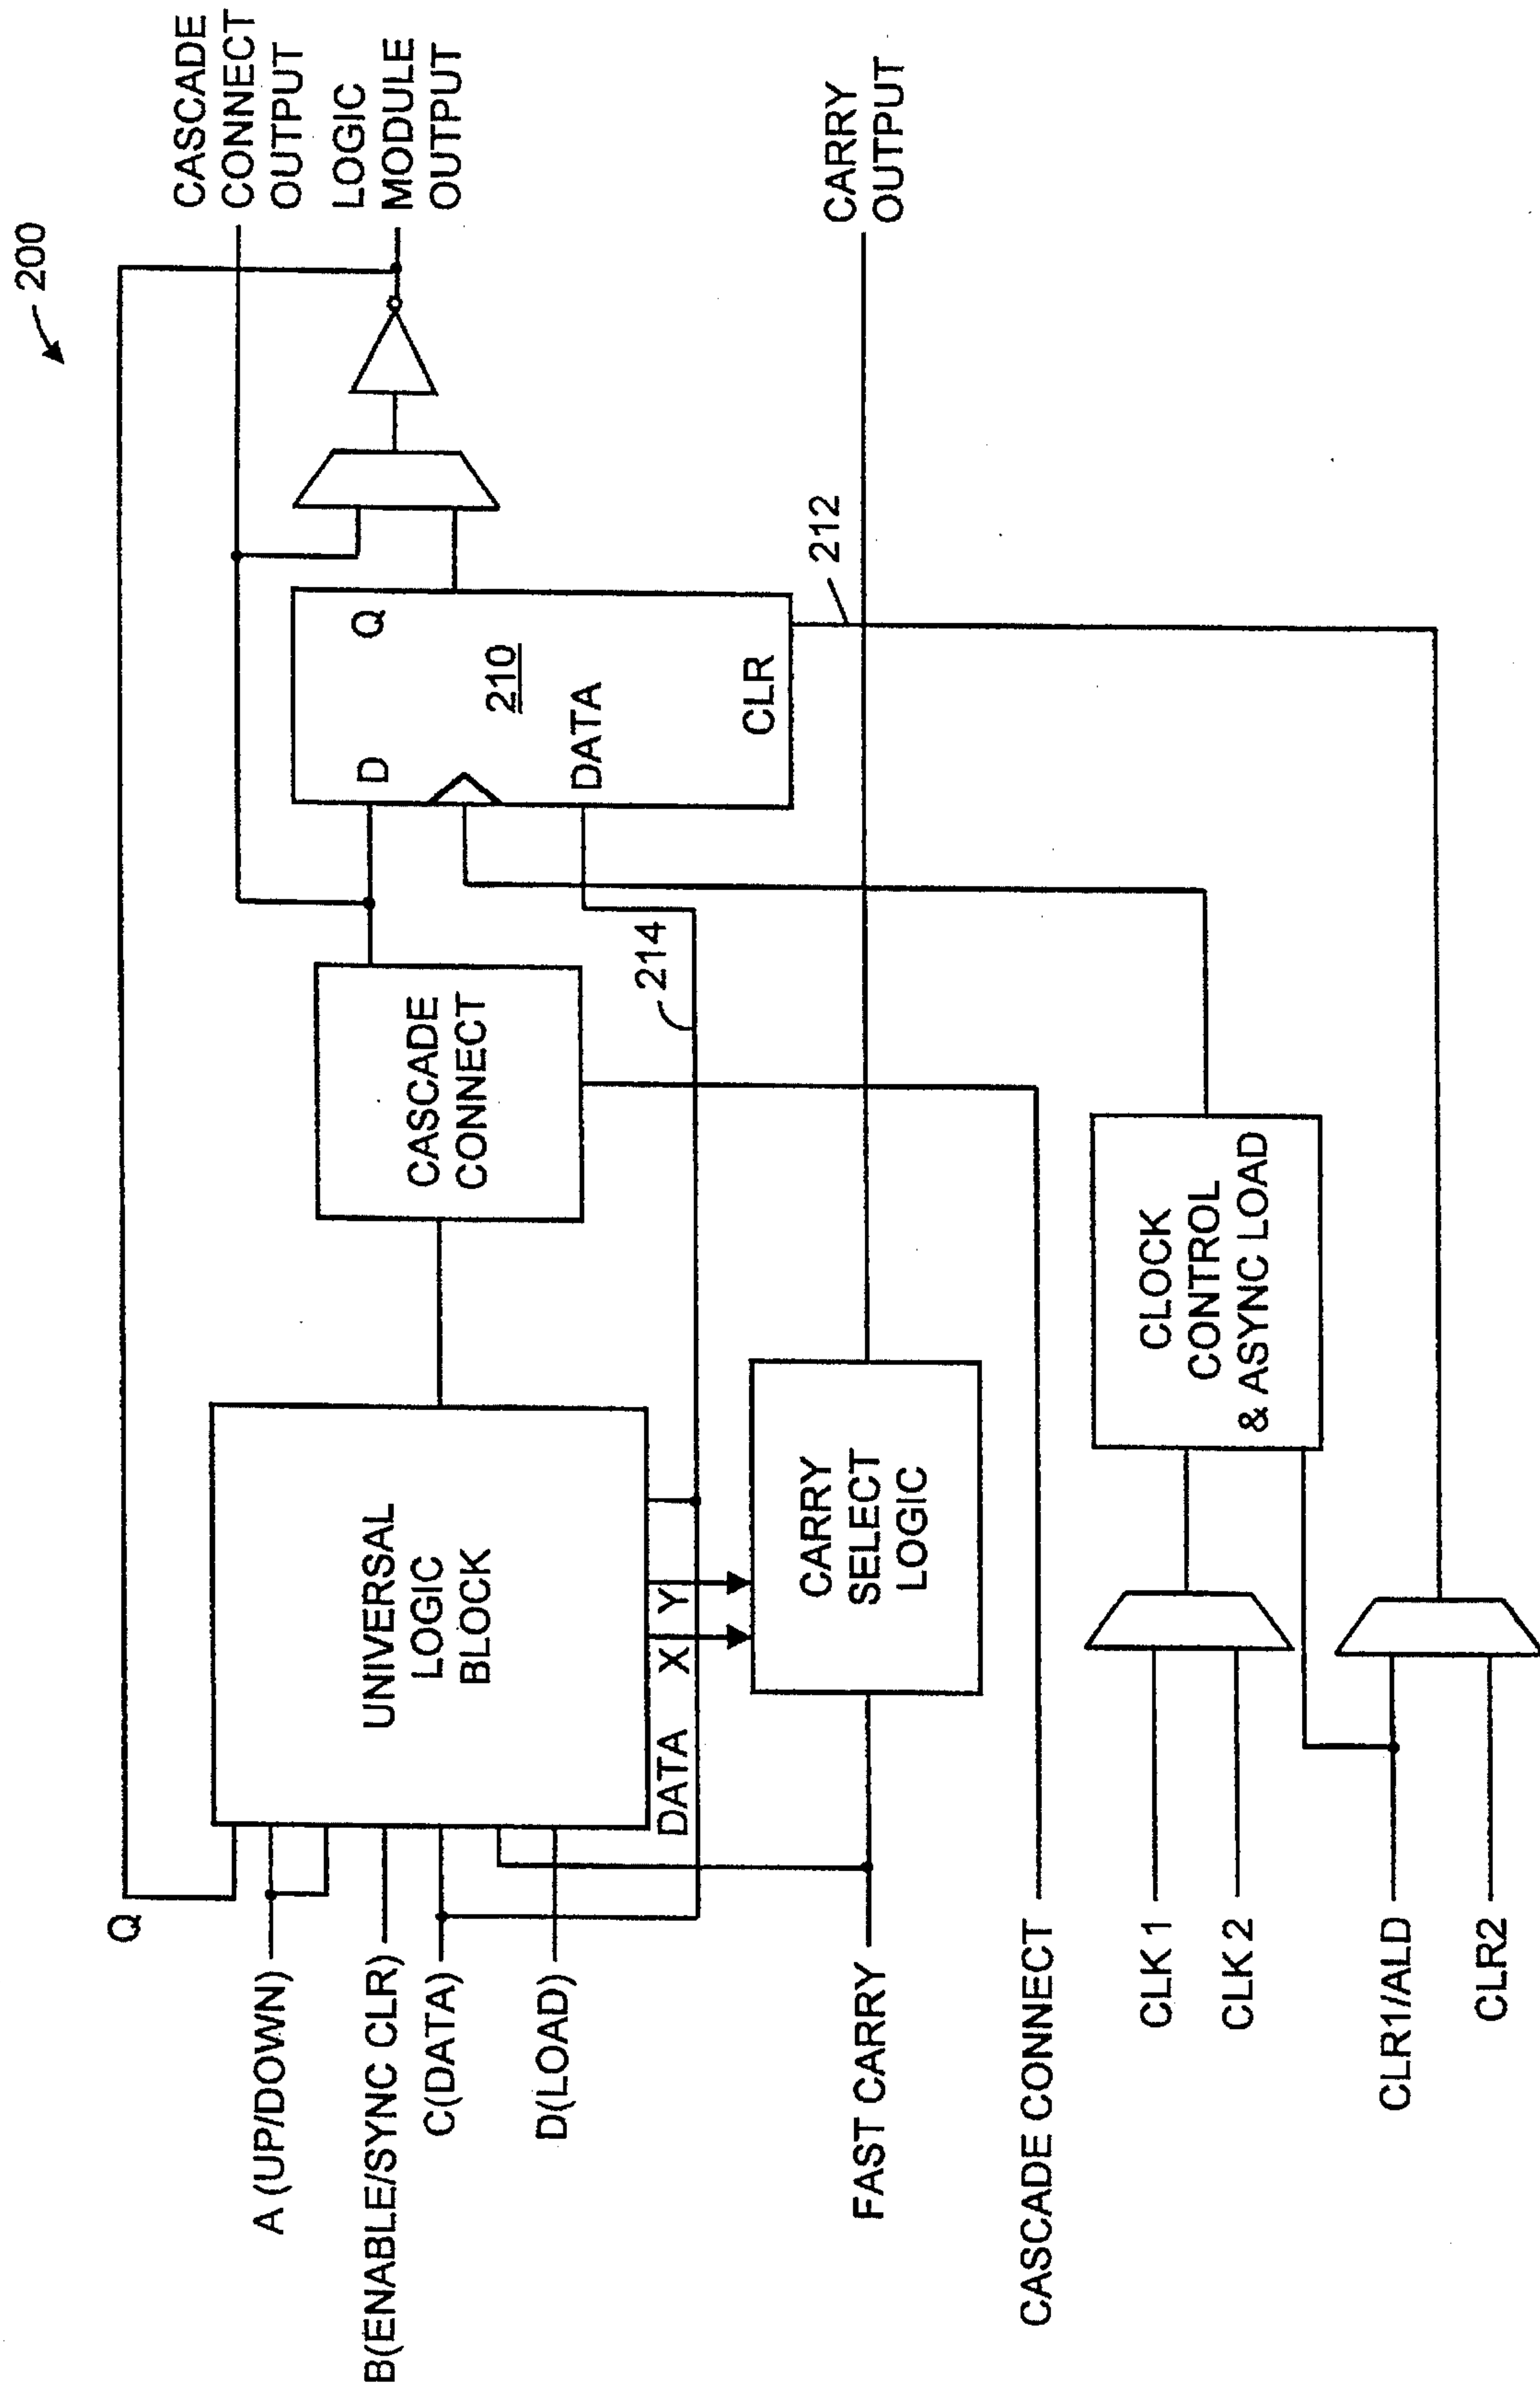 200
CASCADE
CONNECT
OUTPUT
LOGIC
MODULE
OUTPUT
Q
A (UP/DOWN)
B(ENABLE/SYNC CLR)
C(DATA)
D(LOAD)
UNIVERSAL
LOGIC
BLOCK
DATA X Y
CASCADE
CONNECT
214
D
Q
210
DATA
CLR
212
CARRY
OUTPUT
FAST CARRY
CARRY
SELECT
LOGIC
CASCADE CONNECT
CLK 1
CLK 2
CLOCK
CONTROL
& ASYNC LOAD
CLR1/ALD
CLR2